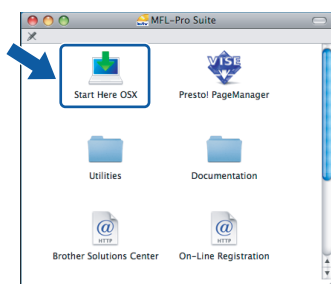 MFL-Pro Suite
VISE
Start Here OSX
Presto! PageManager
Utilities
Documentation
@
HTTP
@
HTTP
Brother Solutions Center
On-Line Registration